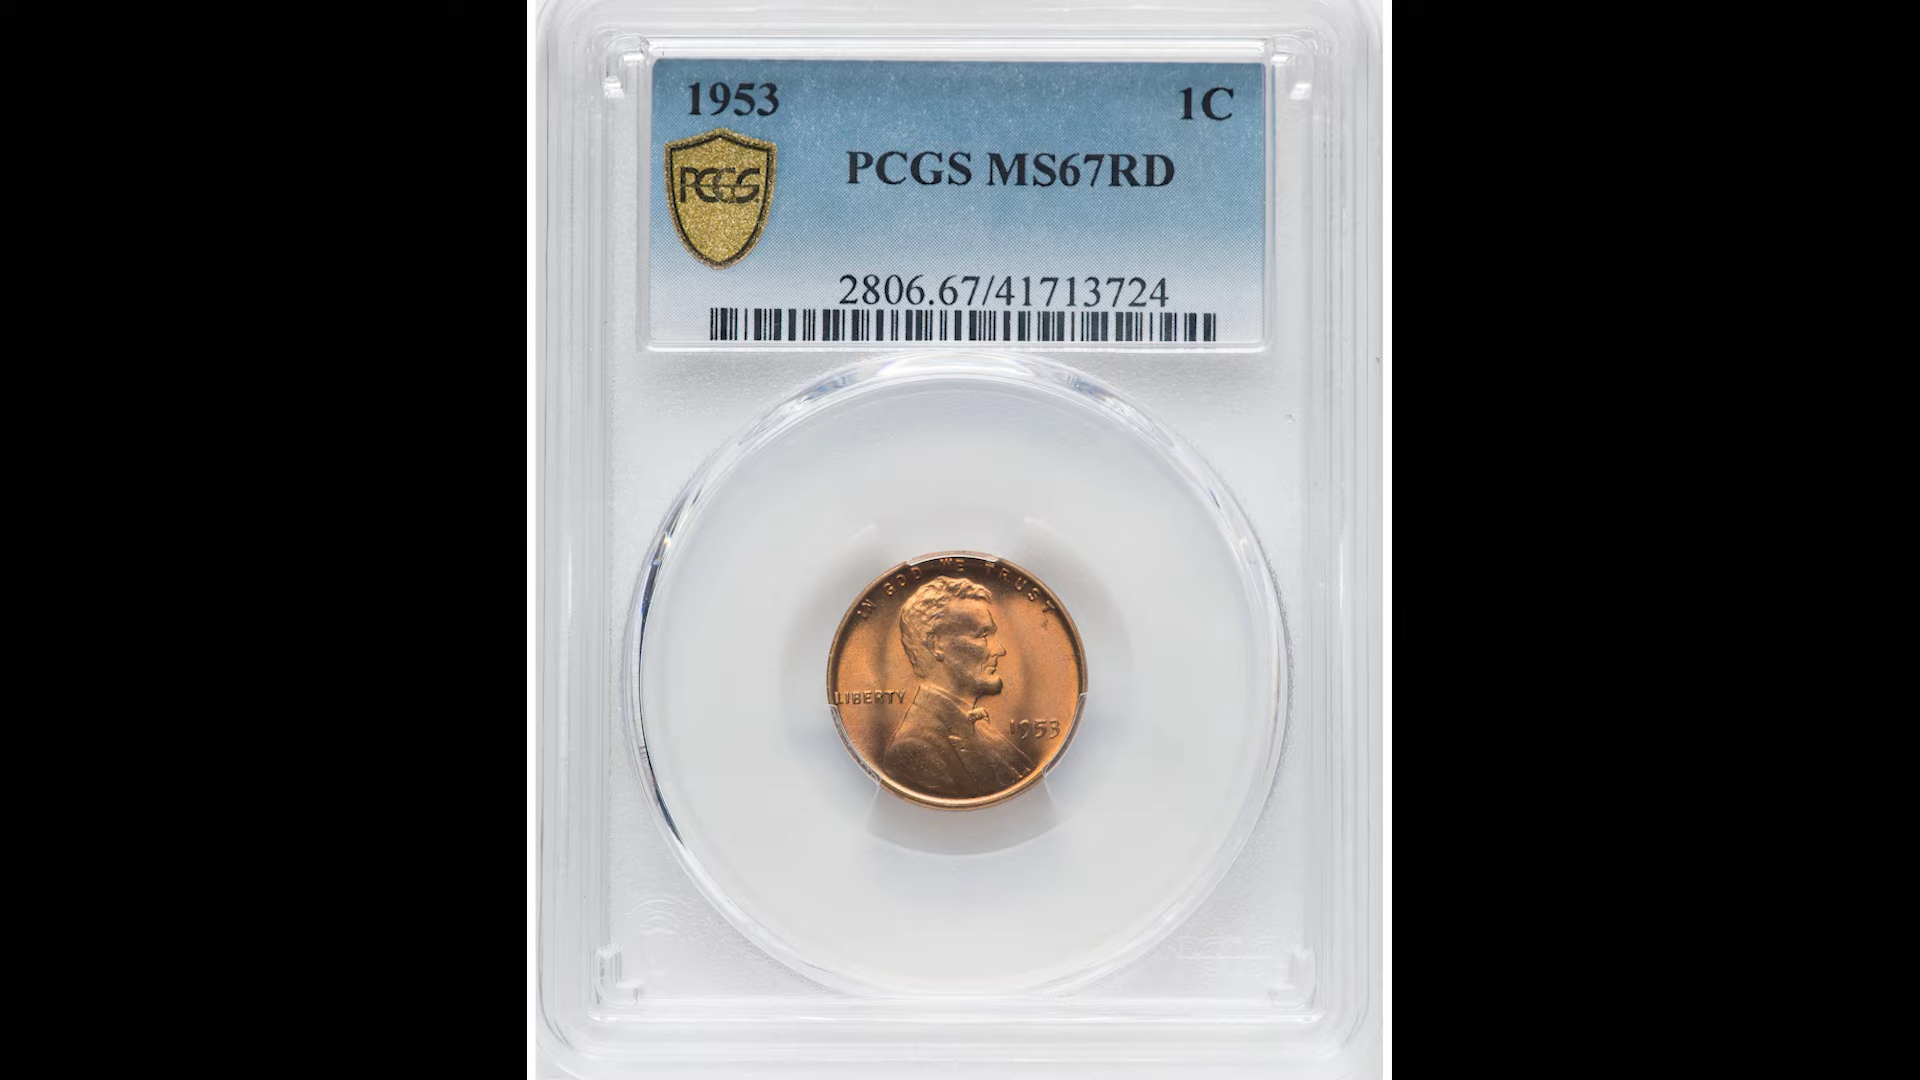 1953 1C
PCGS
PCGS MS67RD
2806.67/41713724
IN GOD WE TRUST
LIBERTY
1953